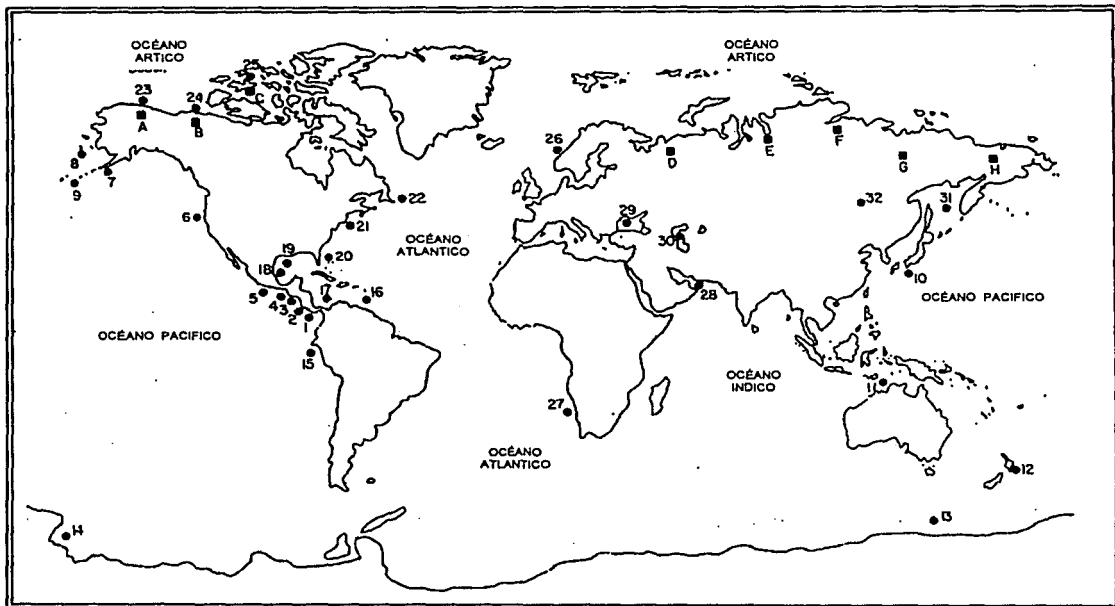 OCÉANO
ARTICO
OCÉANO
ARTICO
23
24
25
C
A
B
26
D
E
F
G
H
8
7
9
6
22
21
29
30
32
31
OCÉANO
ATLANTICO
19
18
20
17
16
5
4
3
2
1
28
10
OCÉANO PACIFICO
OCÉANO PACIFICO
15
OCÉANO
INDICO
11
27
OCÉANO
ATLANTICO
12
13
14